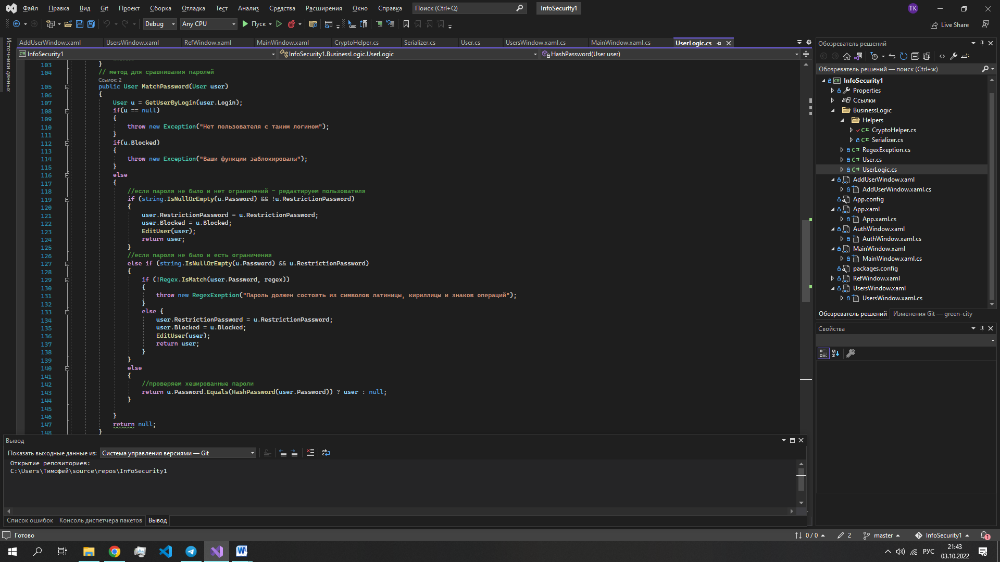 Файл Правка Вид Git Проект Сборка Отладка Тест Анализ Средства Расширения Окно Справка Поиск (Ctrl+Q) InfoSecurity1 TK
Debug Any CPU Пуск Live Share
Источники данных
AddUserWindow.xaml UsersWindow.xaml RefWindow.xaml MainWindow.xaml CryptoHelper.cs Serializer.cs User.cs UsersWindow.xaml.cs MainWindow.xaml.cs UserLogic.cs
InfoSecurity1 InfoSecurity1.BusinessLogic.UserLogic HashPassword(User user)
103 }
104 // метод для сравнивания паролей
Ссылок: 2
105 public User MatchPassword(User user)
106 {
107 User u = GetUserByLogin(user.Login);
108 if(u == null)
109 {
110 throw new Exception("Нет пользователя с таким логином");
111 }
112 if(u.Blocked)
113 {
114 throw new Exception("Ваши функции заблокированы");
115 }
116 else
117 {
118 //если пароля не было и нет ограничений - редактируем пользователя
119 if (string.IsNullOrEmpty(u.Password) && !u.RestrictionPassword)
120 {
121 user.RestrictionPassword = u.RestrictionPassword;
122 user.Blocked = u.Blocked;
123 EditUser(user);
124 return user;
125 }
126 //если пароля не было и есть ограничения
127 else if (string.IsNullOrEmpty(u.Password) && u.RestrictionPassword)
128 {
129 if (!Regex.IsMatch(user.Password, regex))
130 {
131 throw new RegexExeption("Пароль должен состоять из символов латиницы, кириллицы и знаков операций");
132 }
133 else {
134 user.RestrictionPassword = u.RestrictionPassword;
135 user.Blocked = u.Blocked;
136 EditUser(user);
137 return user;
138 }
139 }
140 else
141 {
142 //проверяем хешированные пароли
143 return u.Password.Equals(HashPassword(user.Password)) ? user : null;
144 }
145
146 }
147 return null;
148 }
Обозреватель решений
Обозреватель решений — поиск (Ctrl+ж)
InfoSecurity1
Properties
Ссылки
BusinessLogic
Helpers
CryptoHelper.cs
Serializer.cs
RegexExeption.cs
User.cs
UserLogic.cs
AddUserWindow.xaml
AddUserWindow.xaml.cs
App.config
App.xaml
App.xaml.cs
AuthWindow.xaml
AuthWindow.xaml.cs
MainWindow.xaml
MainWindow.xaml.cs
packages.config
RefWindow.xaml
UsersWindow.xaml
UsersWindow.xaml.cs
Обозреватель решений Изменения Git — green-city
Свойства
Вывод
Показать выходные данные из: Система управления версиями — Git
Открытие репозиториев:
C:\Users\Тимофей\source\repos\InfoSecurity1
Список ошибок Консоль диспетчера пакетов Вывод
Готово 0 / 0 2 master InfoSecurity1 1
РУС 21:43
03.10.2022